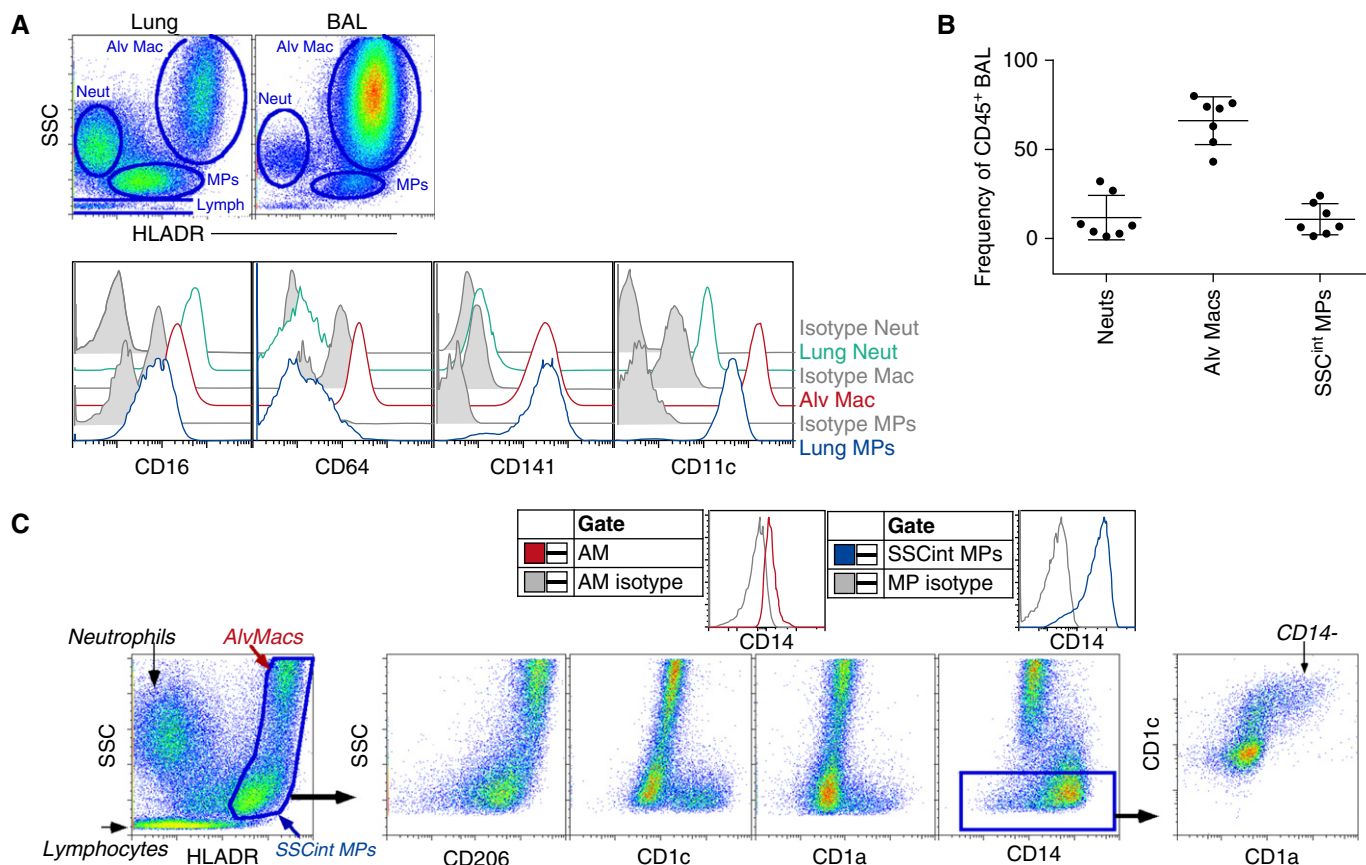 A
Lung
BAL
Alv Mac
Alv Mac
Neut
Neut
SSC
MPs
MPs
Lymph
HLADR
Isotype Neut
Lung Neut
Isotype Mac
Alv Mac
Isotype MPs
Lung MPs
CD16
CD64
CD141
CD11c
B
Frequency of CD45+ BAL
100
50
0
Neuts
Alv Macs
SSCint MPs
C
Gate
AM
AM isotype
CD14
Gate
SSCint MPs
MP isotype
CD14
Neutrophils
AlvMacs
SSC
Lymphocytes
HLADR
SSCint MPs
SSC
CD206
CD1c
CD1a
CD14
CD14-
CD1c
CD1a